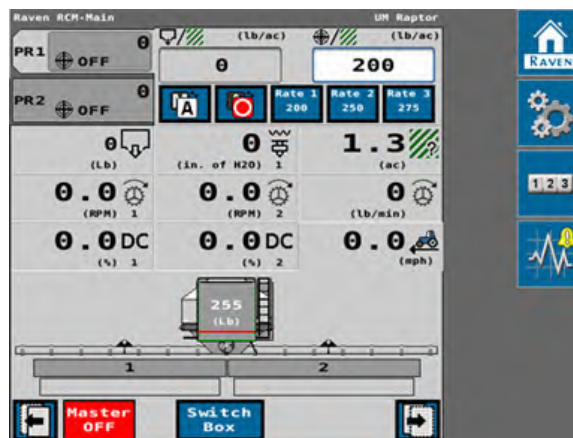 Raven RCM-Main UM Raptor
PR1 0 OFF
(lb/ac) (lb/ac)
0 200
PR2 0 OFF
A
Rate 1 200
Rate 2 250
Rate 3 275
0 (Lb)
0 (in. of H2O) 1
1.3 ? (ac)
0.0 (RPM) 1
0.0 (RPM) 2
0 (lb/min)
0.0 DC (%) 1
0.0 DC (%) 2
0.0 (mph)
255
(Lb)
1 2
Master OFF
Switch Box
RAVEN
1 2 3